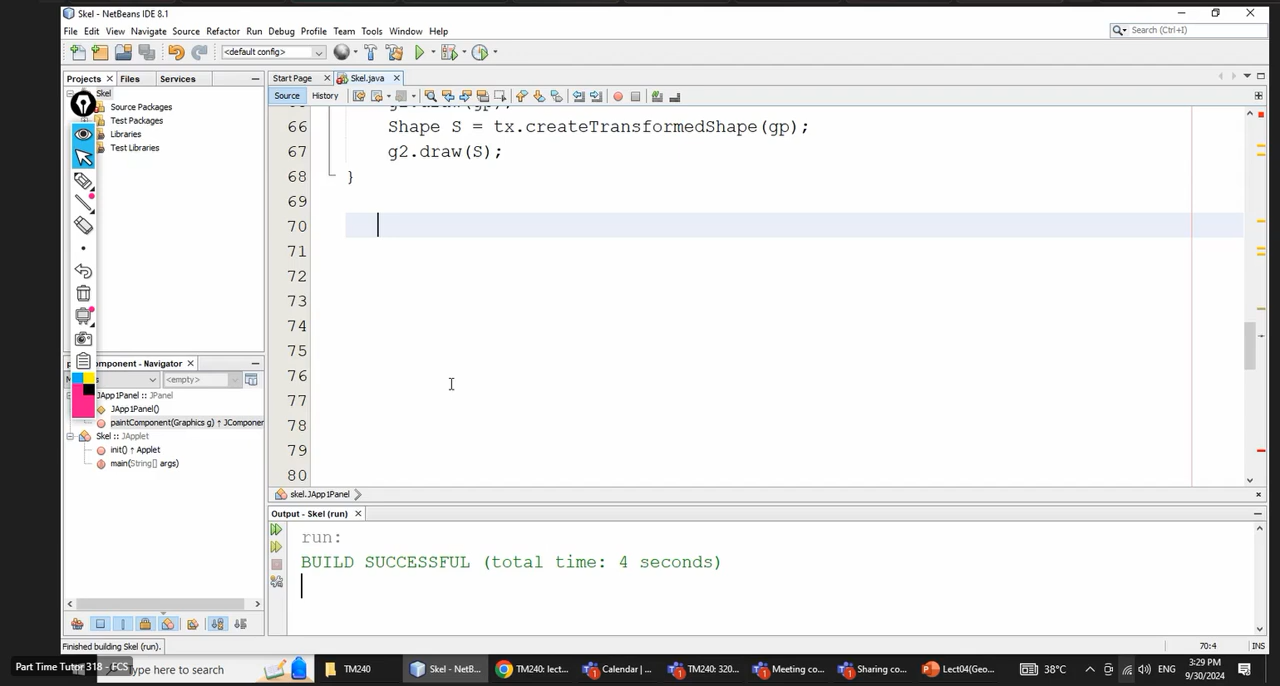 Skel - NetBeans IDE 8.1
File Edit View Navigate Source Refactor Run Debug Profile Team Tools Window Help
Search (Ctrl+I)
<default config>
Projects Files Services
Start Page Skel.java
Source History
Skel
Source Packages
Test Packages
Libraries
Test Libraries
66 Shape S = tx.createTransformedShape(gp);
67 g2.draw(S);
68 }
69
70
71
72
73
74
75
76
77
78
79
80
omponent - Navigator
<empty>
JApp1Panel :: JPanel
JApp1Panel()
paintComponent(Graphics g) ↑ JCompone
Skel :: JApplet
init() ↑ Applet
main(String[] args)
skel.JApp1Panel
Output - Skel (run)
run:
BUILD SUCCESSFUL (total time: 4 seconds)
Finished building Skel (run).
70:4 INS
Part Time Tutor 318 - FCS
type here to search
TM240
Skel - NetB...
TM240: lect...
Calendar | ...
TM240: 320...
Meeting co...
Sharing co...
Lect04(Geo...
38°C
ENG
3:29 PM
9/30/2024